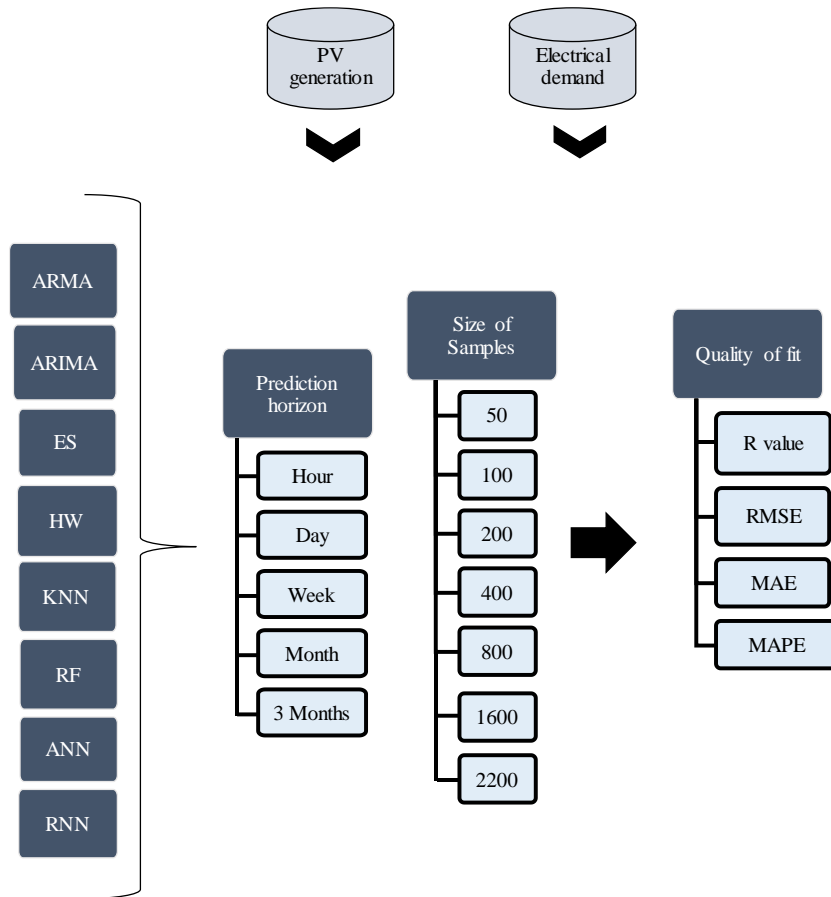 PV
generation
Electrical
demand
ARMA
ARIMA
ES
HW
KNN
RF
ANN
RNN
Prediction
horizon
Hour
Day
Week
Month
3 Months
Size of
Samples
50
100
200
400
800
1600
2200
Quality of fit
R value
RMSE
MAE
MAPE